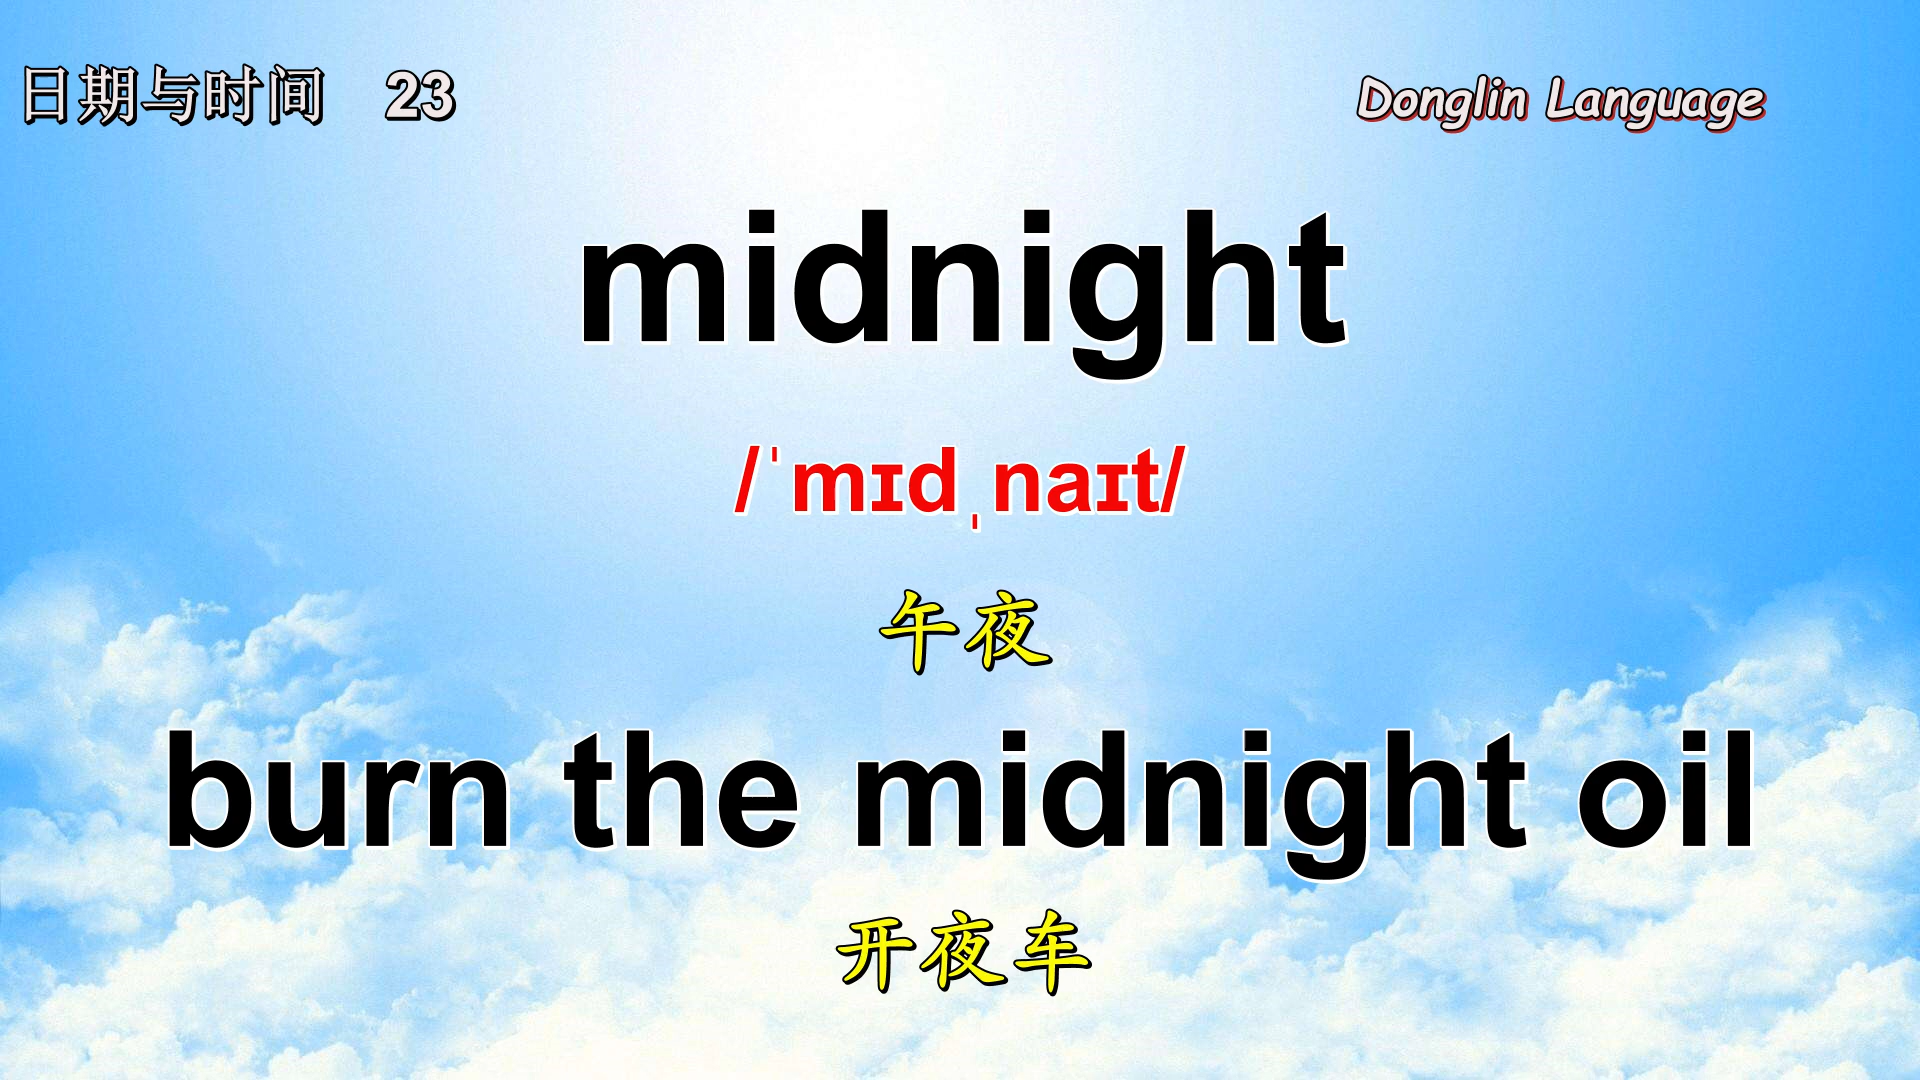 日期与时间 23
Donglin Language
midnight
/ˈmɪdˌnaɪt/
午夜
burn the midnight oil
开夜车